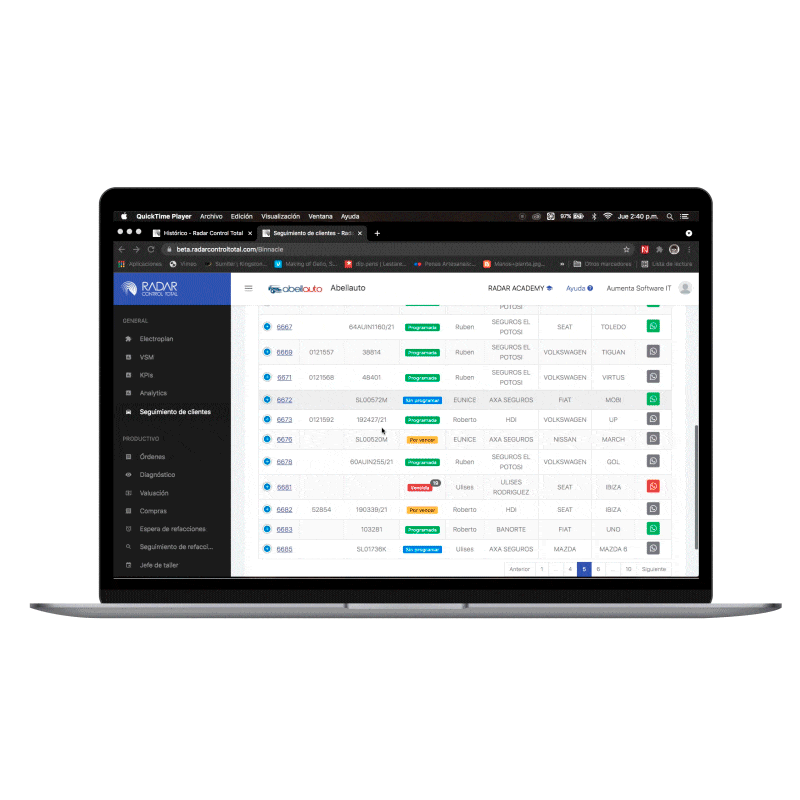 QuickTime Player Archivo Edición Visualización Ventana Ayuda 97% Jue 2:40 p.m.
Histórico - Radar Control Total × Seguimiento de clientes - Rad × +
beta.radarcontroltotal.com/Binnacle
Aplicaciones Vimeo Making of Deko, S... Otros marcadores Lista de lectura
RADAR
CONTROL TOTAL
abellauto Abellauto RADAR ACADEMY Ayuda Aumenta Software IT
GENERAL
Electroplan
VSM
KPIs
Analytics
Seguimiento de clientes
PRODUCTIVO
Órdenes
Diagnóstico
Valuación
Compras
Espera de refacciones
Seguimiento de refacci...
Jefe de taller
POTOSI
6667 64AUIN1160/21 Programada Ruben SEGUROS EL POTOSI SEAT TOLEDO
6669 0121557 38814 Programada Ruben SEGUROS EL POTOSI VOLKSWAGEN TIGUAN
6671 0121568 48401 Programada Ruben SEGUROS EL POTOSI VOLKSWAGEN VIRTUS
6672 SL00572M Sin programar EUNICE AXA SEGUROS FIAT MOBI
6673 0121592 192427/21 Programada Roberto HDI VOLKSWAGEN UP
6676 SL00520M Por vencer EUNICE AXA SEGUROS NISSAN MARCH
6678 60AUIN255/21 Programada Ruben SEGUROS EL POTOSI VOLKSWAGEN GOL
6681 Vencida 19 Ulises ULISES RODRIGUEZ SEAT IBIZA
6682 52854 190339/21 Por vencer Roberto HDI SEAT IBIZA
6683 103281 Programada Roberto BANORTE FIAT UNO
6685 SL01736K Sin programar Ulises AXA SEGUROS MAZDA MAZDA 6
Anterior 1 ... 4 5 6 ... 10 Siguiente